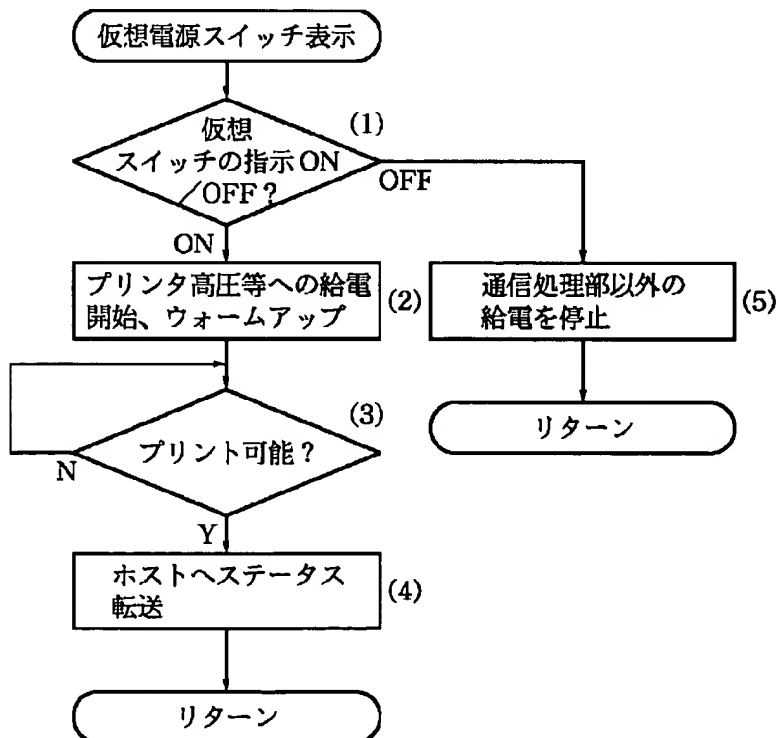 仮想電源スイッチ表示
(1)
仮想
スイッチの指示ON
/OFF?
OFF
ON
プリンタ高圧等への給電
開始、ウォームアップ
(2)
通信処理部以外の
給電を停止
(5)
(3)
プリント可能?
N
Y
リターン
ホストへステータス
転送
(4)
リターン